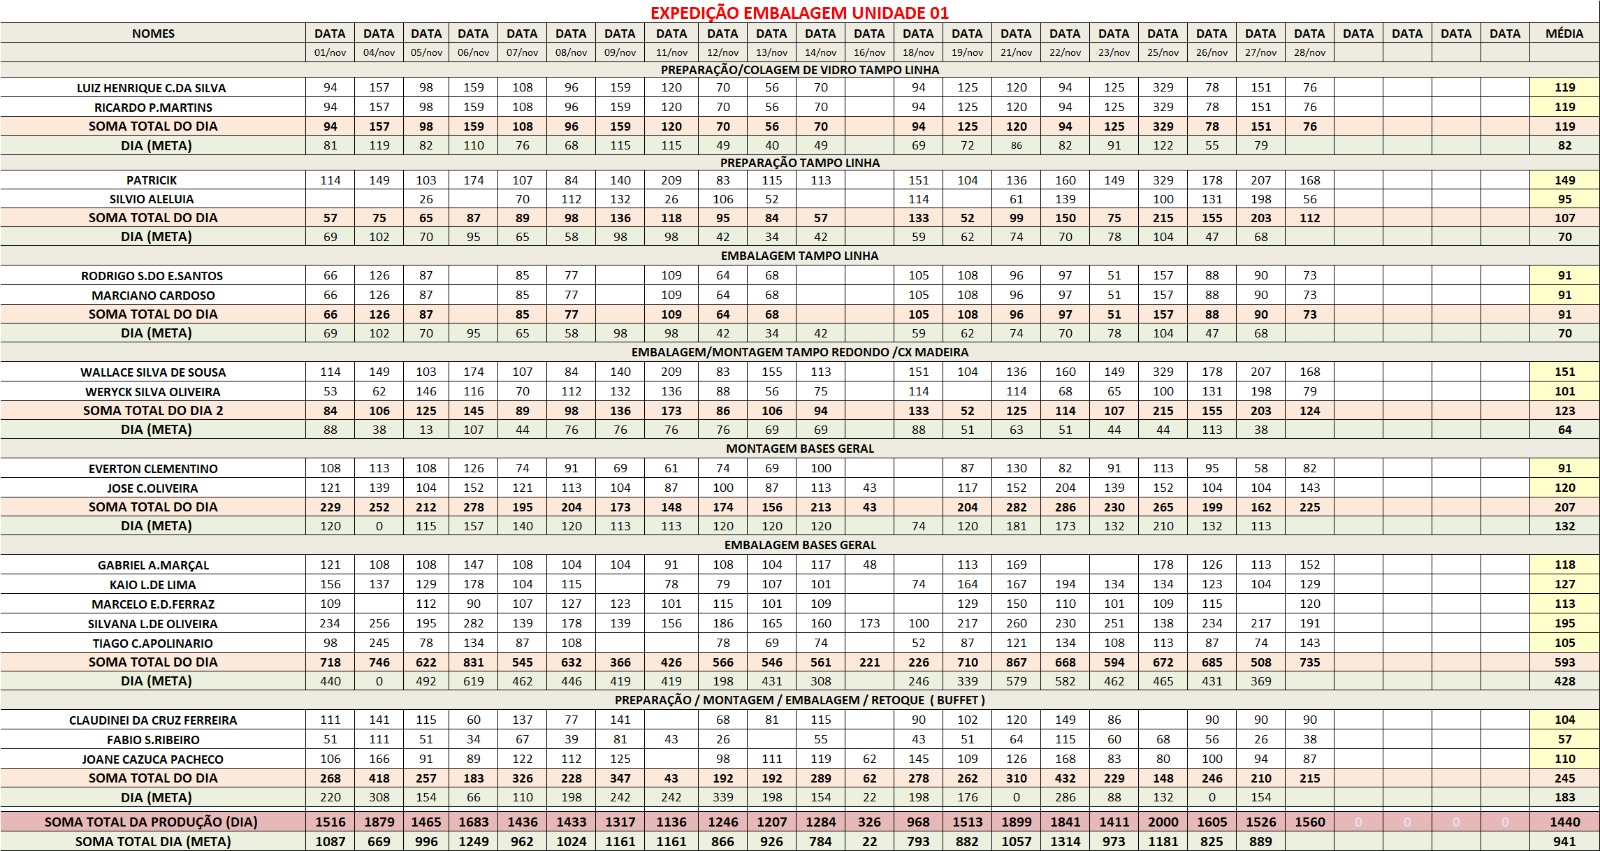 EXPEDIÇÃO EMBALAGEM UNIDADE 01
NOMES DATA DATA DATA DATA DATA DATA DATA DATA DATA DATA DATA DATA DATA DATA DATA DATA DATA DATA DATA DATA DATA DATA DATA DATA DATA MÉDIA
01/nov 04/nov 05/nov 06/nov 07/nov 08/nov 09/nov 11/nov 12/nov 13/nov 14/nov 16/nov 18/nov 19/nov 21/nov 22/nov 23/nov 25/nov 26/nov 27/nov 28/nov
PREPARAÇÃO/COLAGEM DE VIDRO TAMPO LINHA
LUIZ HENRIQUE C.DA SILVA 94 157 98 159 108 96 159 120 70 56 70 94 125 120 94 125 329 78 151 76 119
RICARDO P.MARTINS 94 157 98 159 108 96 159 120 70 56 70 94 125 120 94 125 329 78 151 76 119
SOMA TOTAL DO DIA 94 157 98 159 108 96 159 120 70 56 70 94 125 120 94 125 329 78 151 76 119
DIA (META) 81 119 82 110 76 68 115 115 49 40 49 69 72 86 82 91 122 55 79 82
PREPARAÇÃO TAMPO LINHA
PATRICIK 114 149 103 174 107 84 140 209 83 115 113 151 104 136 160 149 329 178 207 168 149
SILVIO ALELUIA 26 70 112 132 26 106 52 114 61 139 100 131 198 56 95
SOMA TOTAL DO DIA 57 75 65 87 89 98 136 118 95 84 57 133 52 99 150 75 215 155 203 112 107
DIA (META) 69 102 70 95 65 58 98 98 42 34 42 59 62 74 70 78 104 47 68 70
EMBALAGEM TAMPO LINHA
RODRIGO S.DO E.SANTOS 66 126 87 85 77 109 64 68 105 108 96 97 51 157 88 90 73 91
MARCIANO CARDOSO 66 126 87 85 77 109 64 68 105 108 96 97 51 157 88 90 73 91
SOMA TOTAL DO DIA 66 126 87 85 77 109 64 68 105 108 96 97 51 157 88 90 73 91
DIA (META) 69 102 70 95 65 58 98 98 42 34 42 59 62 74 70 78 104 47 68 70
EMBALAGEM/MONTAGEM TAMPO REDONDO /CX MADEIRA
WALLACE SILVA DE SOUSA 114 149 103 174 107 84 140 209 83 155 113 151 104 136 160 149 329 178 207 168 151
WERYCK SILVA OLIVEIRA 53 62 146 116 70 112 132 136 88 56 75 114 114 68 65 100 131 198 79 101
SOMA TOTAL DO DIA 2 84 106 125 145 89 98 136 173 86 106 94 133 52 125 114 107 215 155 203 124 123
DIA (META) 88 38 13 107 44 76 76 76 76 69 69 88 51 63 51 44 44 113 38 64
MONTAGEM BASES GERAL
EVERTON CLEMENTINO 108 113 108 126 74 91 69 61 74 69 100 87 130 82 91 113 95 58 82 91
JOSE C.OLIVEIRA 121 139 104 152 121 113 104 87 100 87 113 43 117 152 204 139 152 104 104 143 120
SOMA TOTAL DO DIA 229 252 212 278 195 204 173 148 174 156 213 43 204 282 286 230 265 199 162 225 207
DIA (META) 120 0 115 157 140 120 113 113 120 120 120 74 120 181 173 132 210 132 113 132
EMBALAGEM BASES GERAL
GABRIEL A.MARÇAL 121 108 108 147 108 104 104 91 108 104 117 48 113 169 178 126 113 152 118
KAIO L.DE LIMA 156 137 129 178 104 115 78 79 107 101 74 164 167 194 134 134 123 104 129 127
MARCELO E.D.FERRAZ 109 112 90 107 127 123 101 115 101 109 129 150 110 101 109 115 120 113
SILVANA L.DE OLIVEIRA 234 256 195 282 139 178 139 156 186 165 160 173 100 217 260 230 251 138 234 217 191 195
TIAGO C.APOLINARIO 98 245 78 134 87 108 78 69 74 52 87 121 134 108 113 87 74 143 105
SOMA TOTAL DO DIA 718 746 622 831 545 632 366 426 566 546 561 221 226 710 867 668 594 672 685 508 735 593
DIA (META) 440 0 492 619 462 446 419 419 198 431 308 246 339 579 582 462 465 431 369 428
PREPARAÇÃO / MONTAGEM / EMBALAGEM / RETOQUE ( BUFFET )
CLAUDINEI DA CRUZ FERREIRA 111 141 115 60 137 77 141 68 81 115 90 102 120 149 86 90 90 90 104
FABIO S.RIBEIRO 51 111 51 34 67 39 81 43 26 55 43 51 64 115 60 68 56 26 38 57
JOANE CAZUCA PACHECO 106 166 91 89 122 112 125 98 111 119 62 145 109 126 168 83 80 100 94 87 110
SOMA TOTAL DO DIA 268 418 257 183 326 228 347 43 192 192 289 62 278 262 310 432 229 148 246 210 215 245
DIA (META) 220 308 154 66 110 198 242 242 339 198 154 22 198 176 0 286 88 132 0 154 183
SOMA TOTAL DA PRODUÇÃO (DIA) 1516 1879 1465 1683 1436 1433 1317 1136 1246 1207 1284 326 968 1513 1899 1841 1411 2000 1605 1526 1560 0 0 0 0 1440
SOMA TOTAL DIA (META) 1087 669 996 1249 962 1024 1161 1161 866 926 784 22 793 882 1057 1314 973 1181 825 889 941